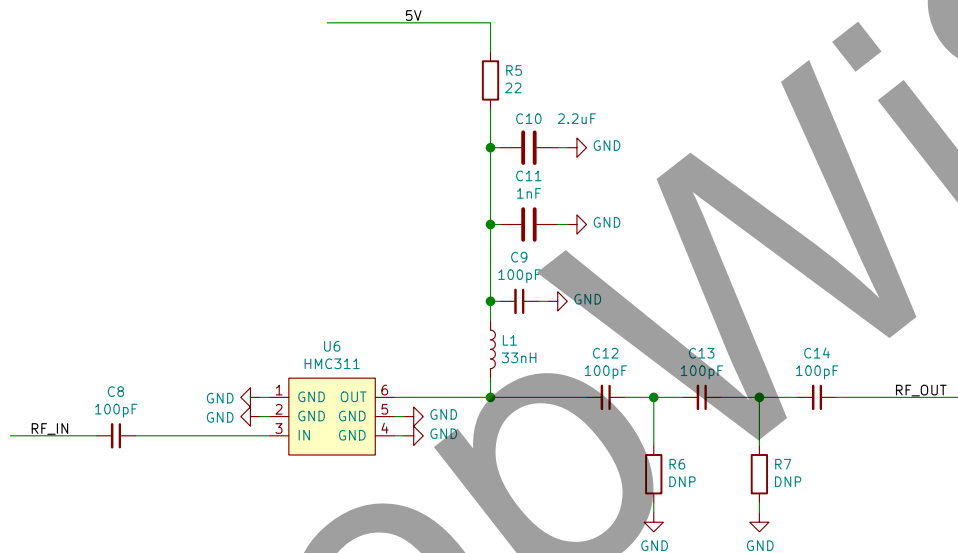 5V
R5
22
C10 2.2uF
GND
C11
1nF
GND
C9
100pF
GND
L1
33nH
U6
HMC311
C8
100pF
RF_IN
GND 1 GND OUT 6
GND 2 GND GND 5 GND
3 IN GND 4 GND
C12
100pF
C13
100pF
C14
100pF
RF_OUT
R6
DNP
R7
DNP
GND
GND